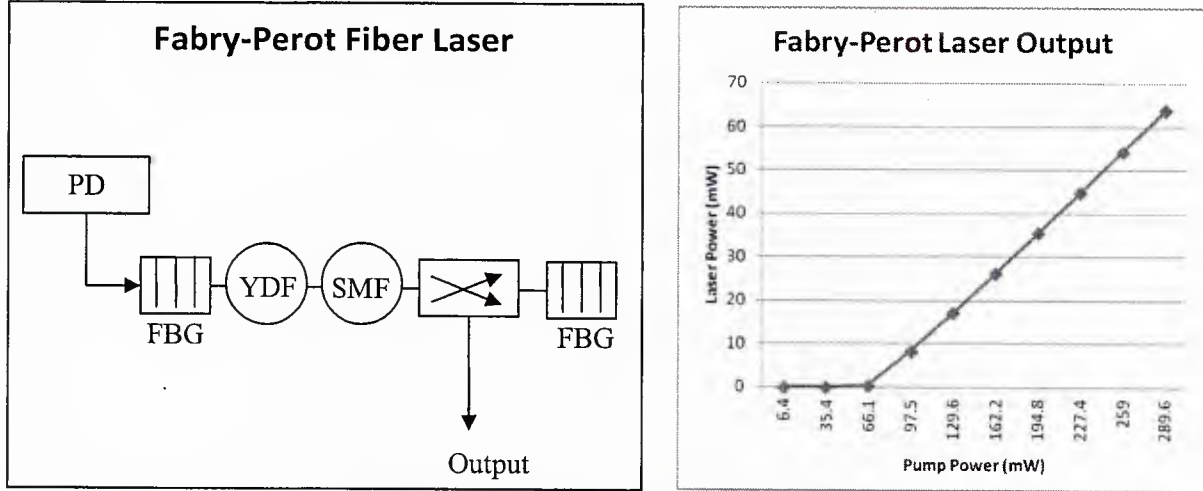 Fabry-Perot Fiber Laser
PD
YDF
SMF
FBG
FBG
Output
Fabry-Perot Laser Output
Laser Power (mW)
70
60
50
40
30
20
10
0
6.4
35.4
66.1
97.5
129.6
162.2
194.8
227.4
259
289.6
Pump Power (mW)